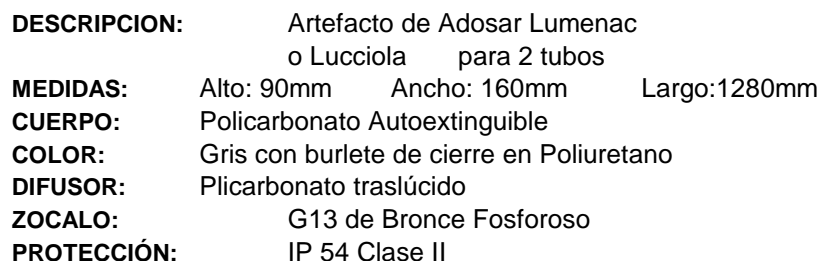 DESCRIPCION: Artefacto de Adosar Lumenac
o Lucciola para 2 tubos
MEDIDAS: Alto: 90mm Ancho: 160mm Largo:1280mm
CUERPO: Policarbonato Autoextinguible
COLOR: Gris con burlete de cierre en Poliuretano
DIFUSOR: Plicarbonato traslúcido
ZOCALO: G13 de Bronce Fosforoso
PROTECCIÓN: IP 54 Clase II